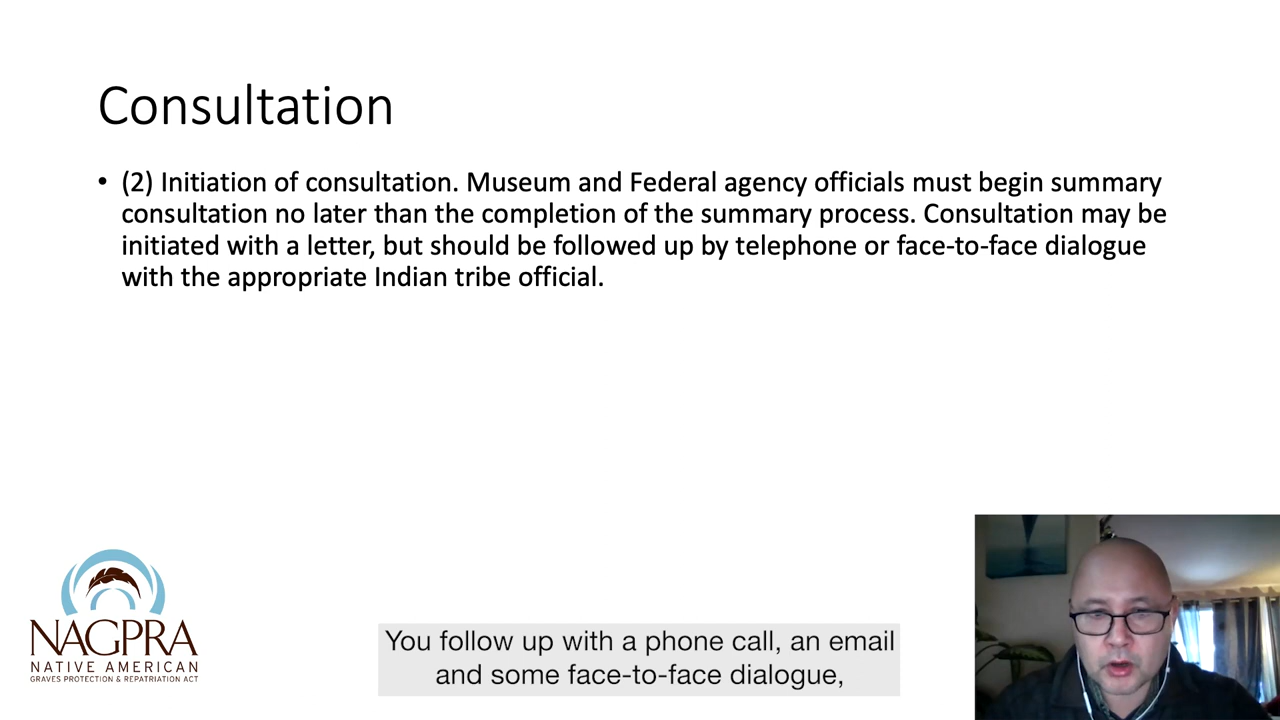 Consultation
• (2) Initiation of consultation. Museum and Federal agency officials must begin summary
consultation no later than the completion of the summary process. Consultation may be
initiated with a letter, but should be followed up by telephone or face-to-face dialogue
with the appropriate Indian tribe official.
NAGPRA
NATIVE AMERICAN
GRAVES PROTECTION & REPATRIATION ACT
You follow up with a phone call, an email
and some face-to-face dialogue,